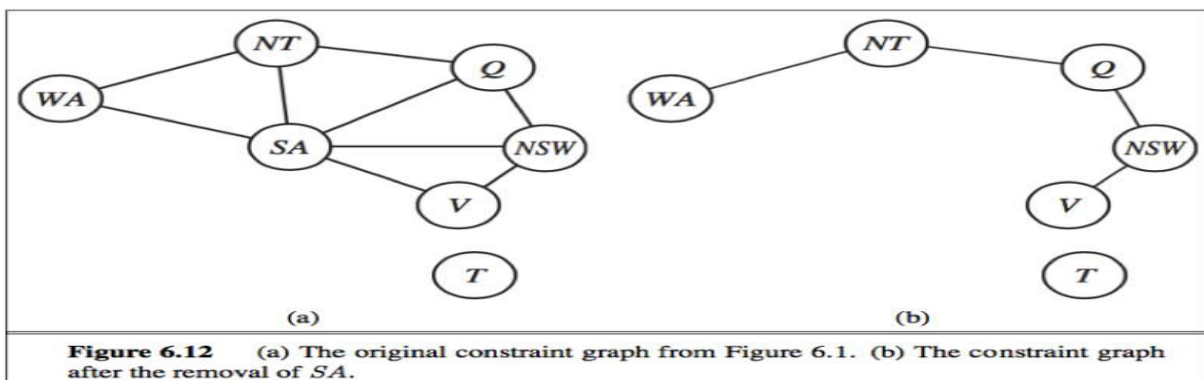 NT
Q
WA
SA
NSW
V
T
(a)
NT
Q
WA
NSW
V
T
(b)
Figure 6.12 (a) The original constraint graph from Figure 6.1. (b) The constraint graph
after the removal of SA.